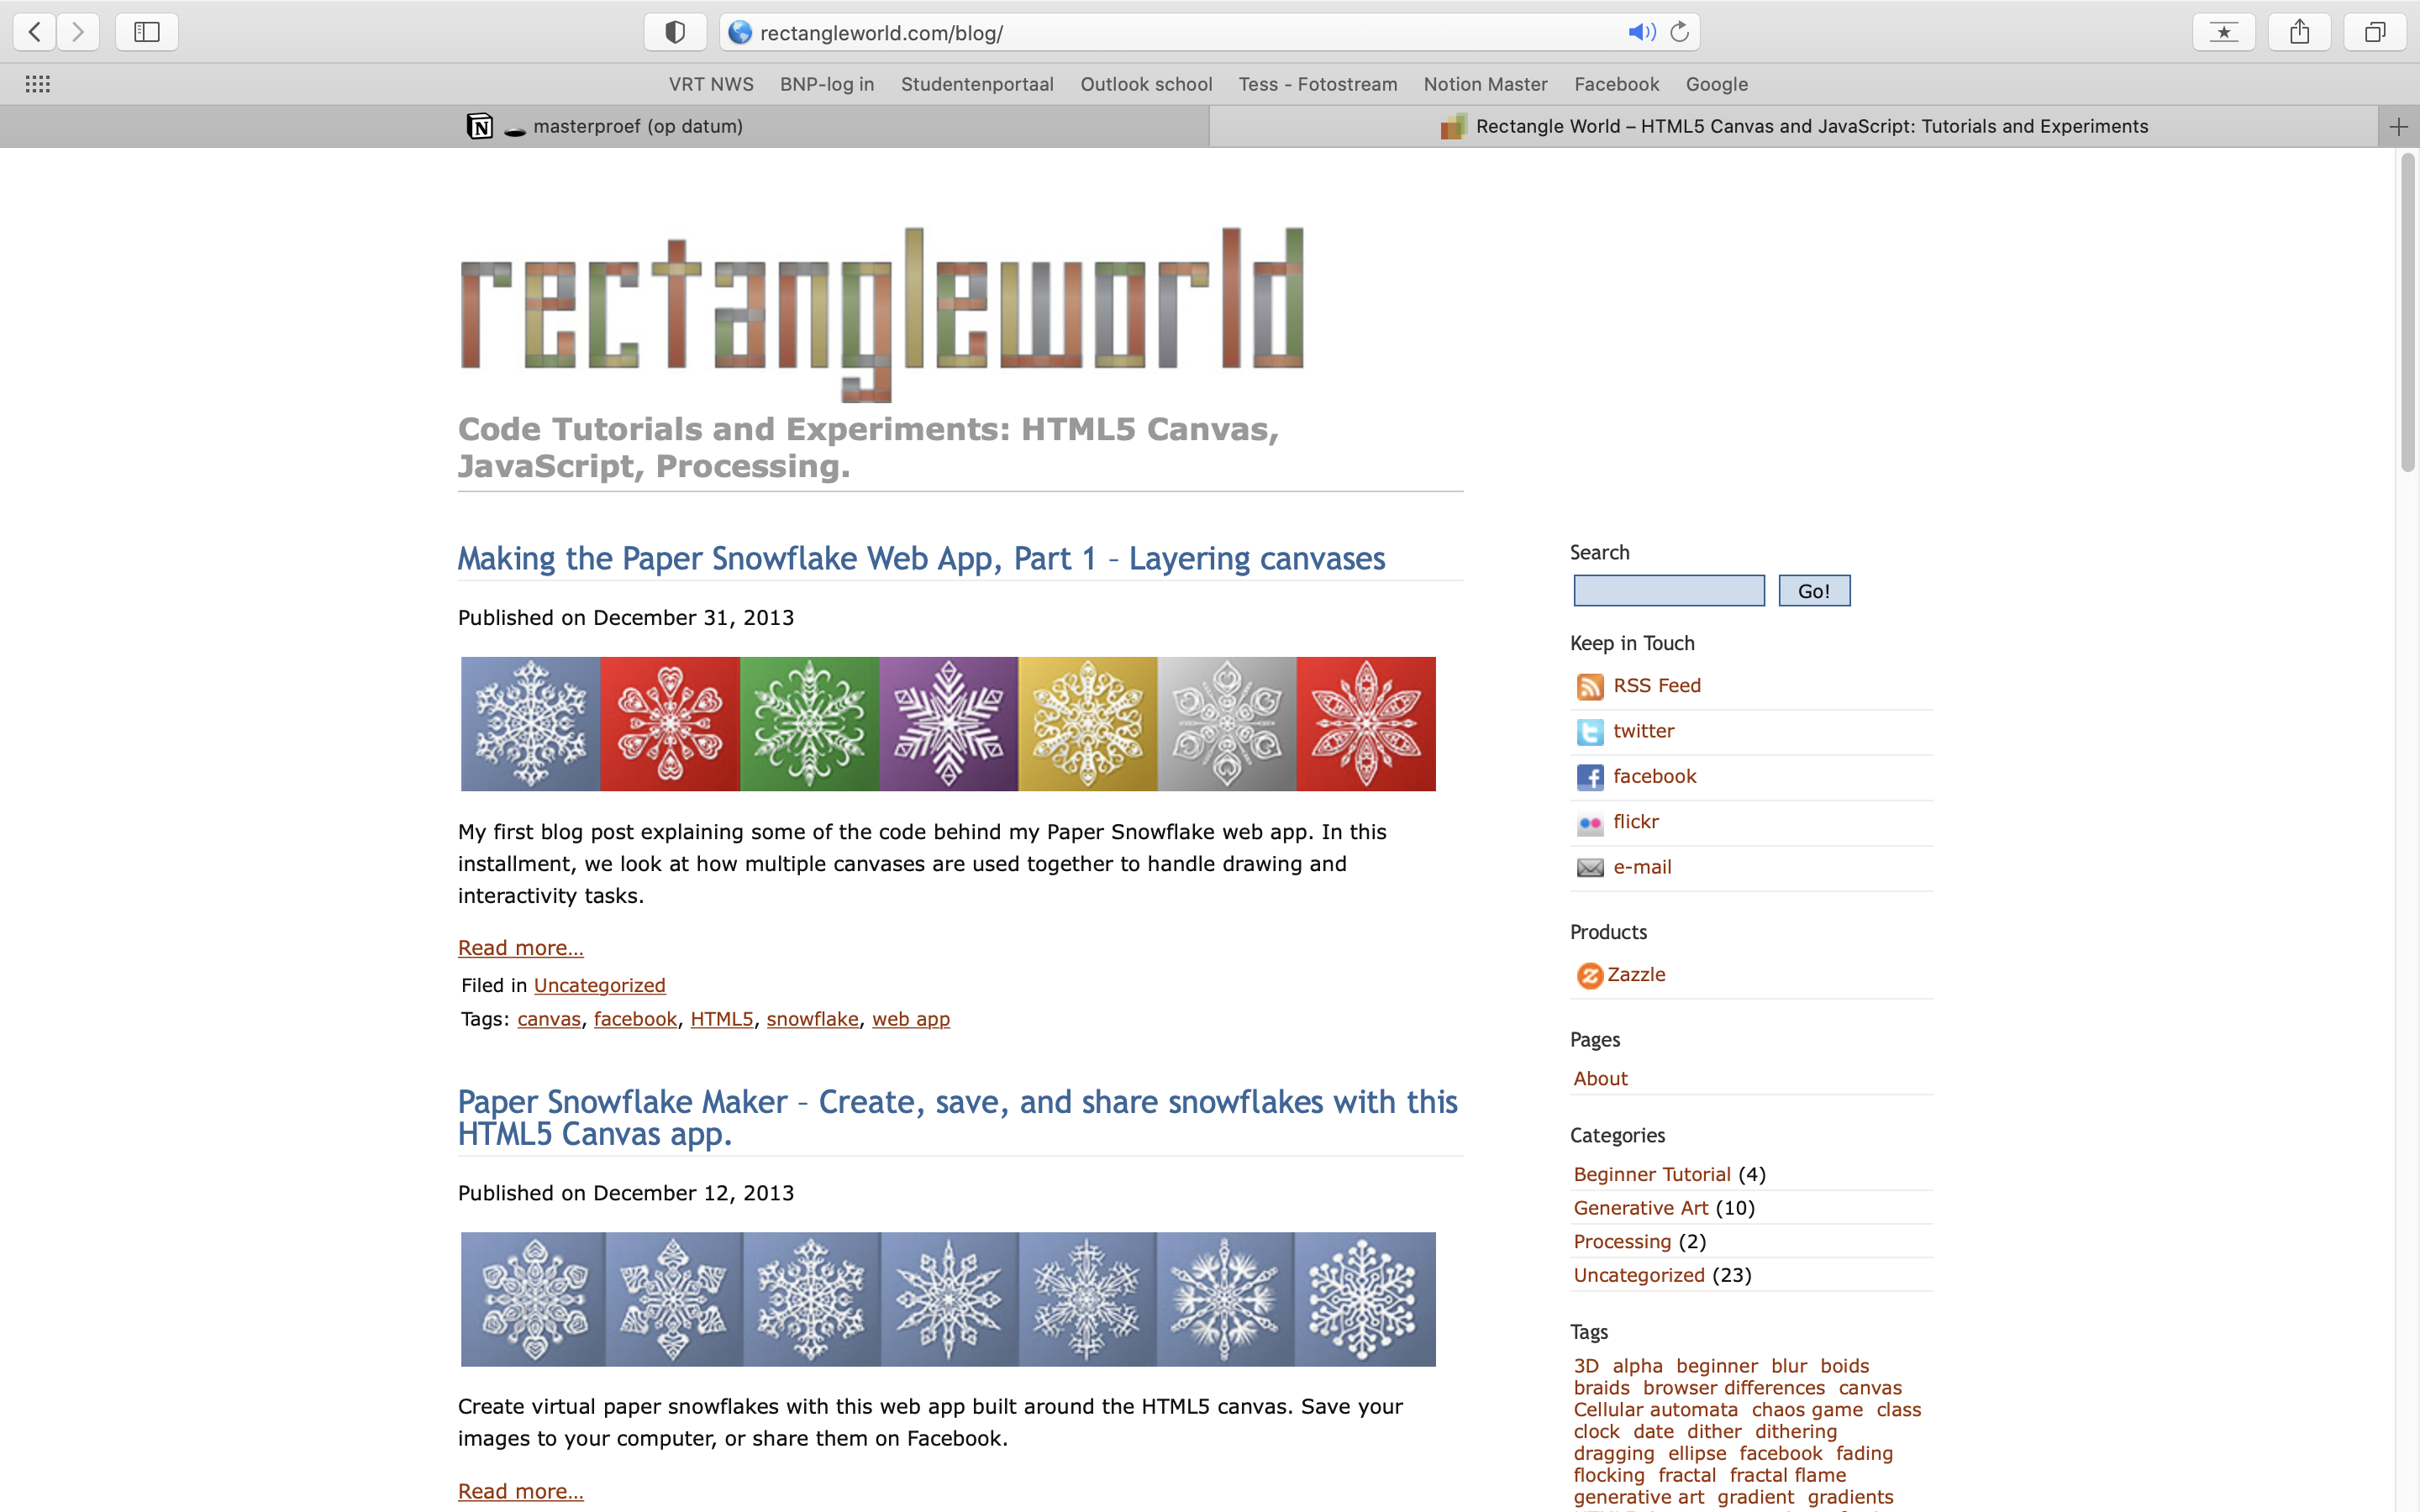 rectangleworld.com/blog/
VRT NWS BNP-log in Studentenportaal Outlook school Tess - Fotostream Notion Master Facebook Google
masterproef (op datum)
Rectangle World – HTML5 Canvas and JavaScript: Tutorials and Experiments
rectangleworld
Code Tutorials and Experiments: HTML5 Canvas,
JavaScript, Processing.
Making the Paper Snowflake Web App, Part 1 – Layering canvases
Published on December 31, 2013
My first blog post explaining some of the code behind my Paper Snowflake web app. In this
installment, we look at how multiple canvases are used together to handle drawing and
interactivity tasks.
Read more...
Filed in Uncategorized
Tags: canvas, facebook, HTML5, snowflake, web app
Paper Snowflake Maker – Create, save, and share snowflakes with this
HTML5 Canvas app.
Published on December 12, 2013
Create virtual paper snowflakes with this web app built around the HTML5 canvas. Save your
images to your computer, or share them on Facebook.
Read more...
Search
Go!
Keep in Touch
RSS Feed
twitter
facebook
flickr
e-mail
Products
Zazzle
Pages
About
Categories
Beginner Tutorial (4)
Generative Art (10)
Processing (2)
Uncategorized (23)
Tags
3D alpha beginner blur boids
braids browser differences canvas
Cellular automata chaos game class
clock date dither dithering
dragging ellipse facebook fading
flocking fractal fractal flame
generative art gradient gradients